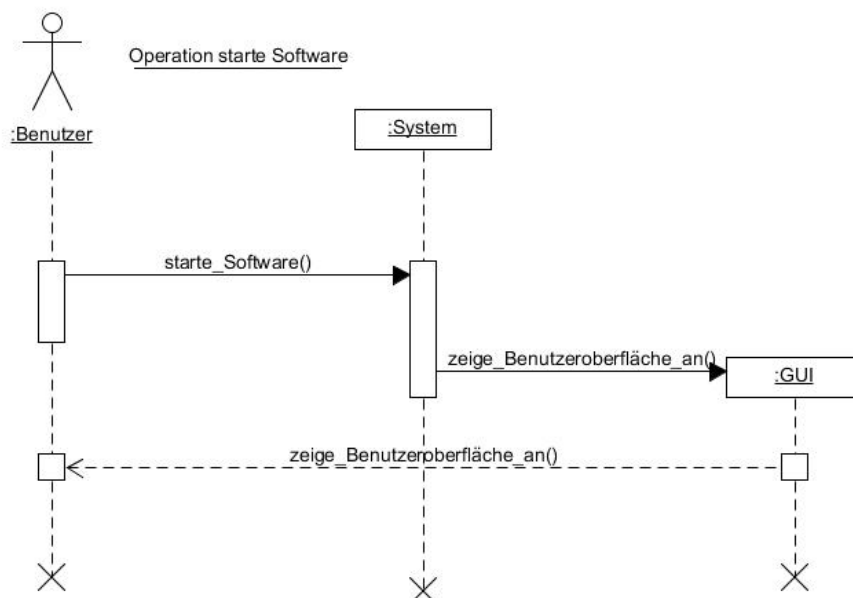 Operation starte Software
:Benutzer
:System
starte_Software()
zeige_Benutzeroberfläche_an()
:GUI
zeige_Benutzeroberfläche_an()